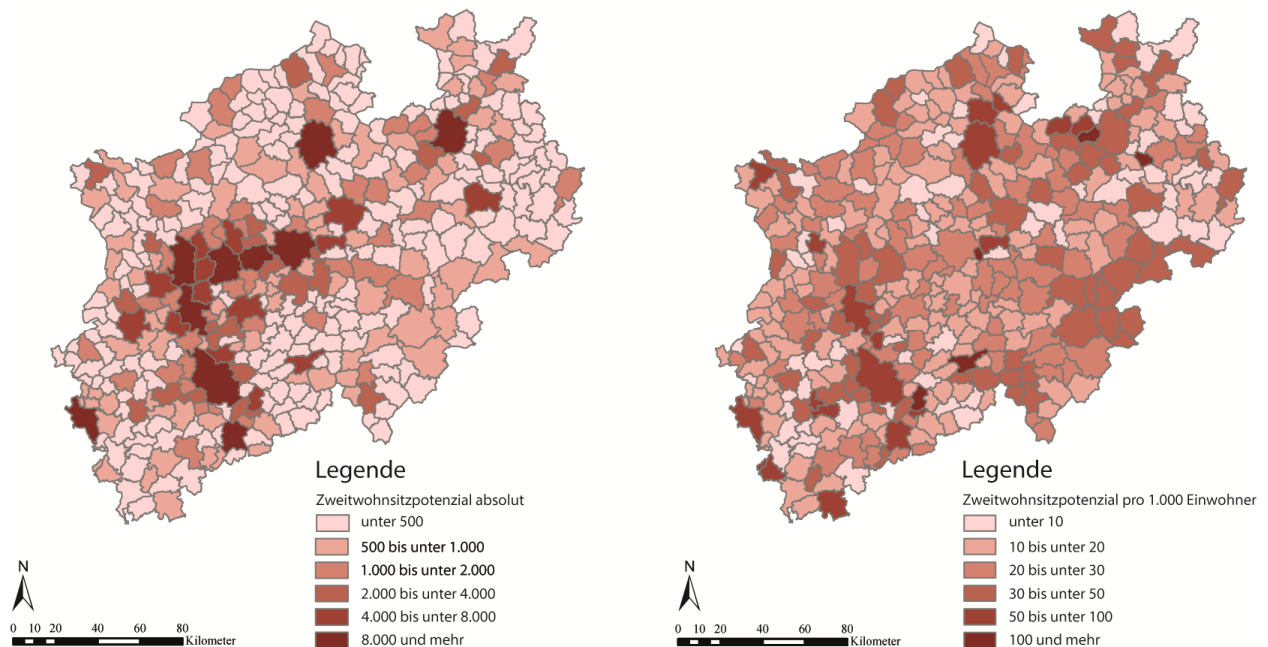 Legende
Zweitwohnsitzpotenzial absolut
unter 500
500 bis unter 1.000
1.000 bis unter 2.000
2.000 bis unter 4.000
4.000 bis unter 8.000
8.000 und mehr
N
0 10 20 40 60 80
Kilometer
Legende
Zweitwohnsitzpotenzial pro 1.000 Einwohner
unter 10
10 bis unter 20
20 bis unter 30
30 bis unter 50
50 bis unter 100
100 und mehr
N
0 10 20 40 60 80
Kilometer